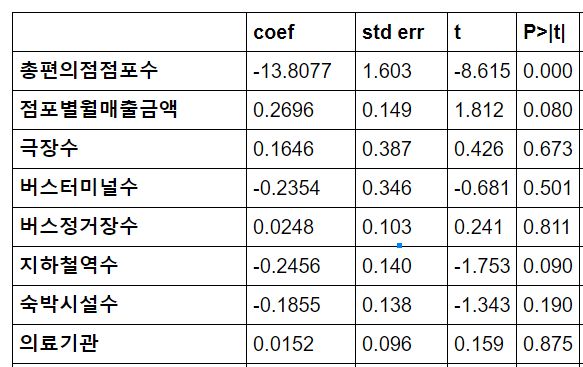 coef std err t P>|t|
총편의점점포수 -13.8077 1.603 -8.615 0.000
점포별월매출금액 0.2696 0.149 1.812 0.080
극장수 0.1646 0.387 0.426 0.673
버스터미널수 -0.2354 0.346 -0.681 0.501
버스정거장수 0.0248 0.103 0.241 0.811
지하철역수 -0.2456 0.140 -1.753 0.090
숙박시설수 -0.1855 0.138 -1.343 0.190
의료기관 0.0152 0.096 0.159 0.875